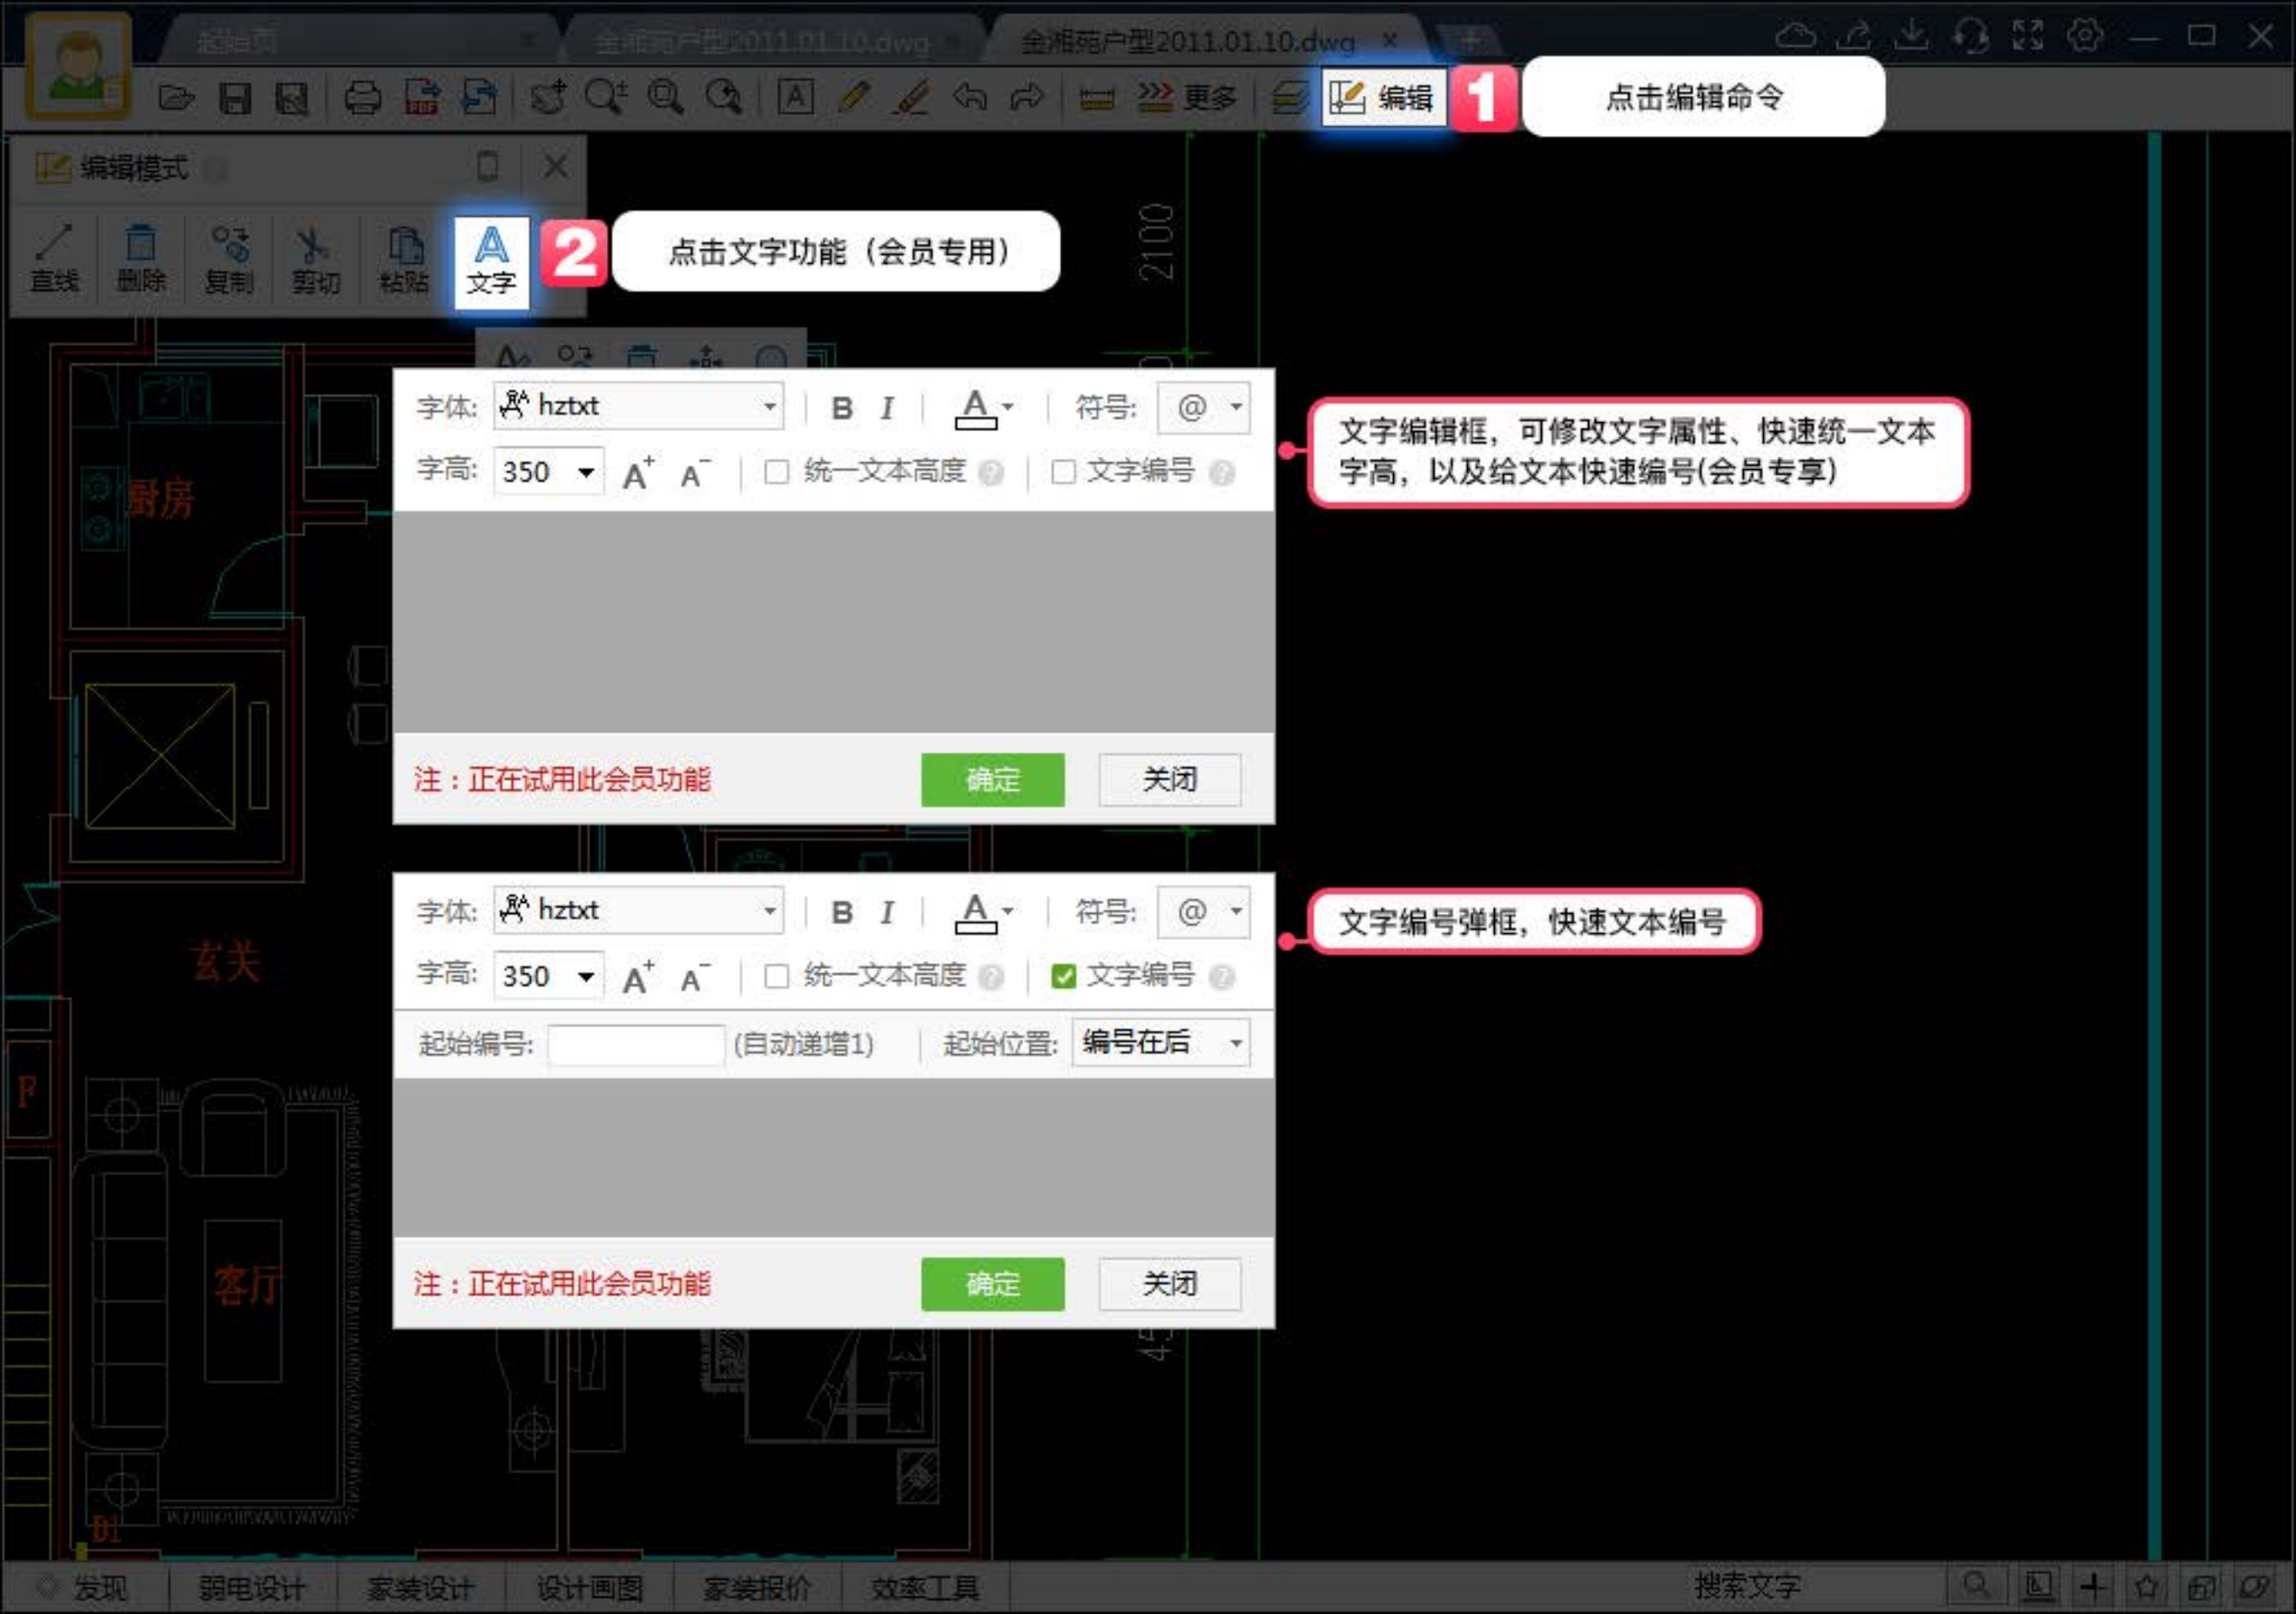 起始页
金湘苑户型2011.01.10.dwg
金湘苑户型2011.01.10.dwg
更多
编辑
1
点击编辑命令
编辑模式
直线
删除
复制
剪切
粘贴
文字
2
点击文字功能（会员专用）
2100
字体:
hztxt
B
I
A
符号:
@
字高:
350
A+
A-
统一文本高度
文字编号
文字编辑框，可修改文字属性、快速统一文本
字高，以及给文本快速编号(会员专享)
厨房
注：正在试用此会员功能
确定
关闭
字体:
hztxt
B
I
A
符号:
@
字高:
350
A+
A-
统一文本高度
文字编号
文字编号弹框，快速文本编号
起始编号:
(自动递增1)
起始位置:
编号在后
玄关
F
注：正在试用此会员功能
确定
关闭
客厅
45
D1
发现
弱电设计
家装设计
设计画图
家装报价
效率工具
搜索文字